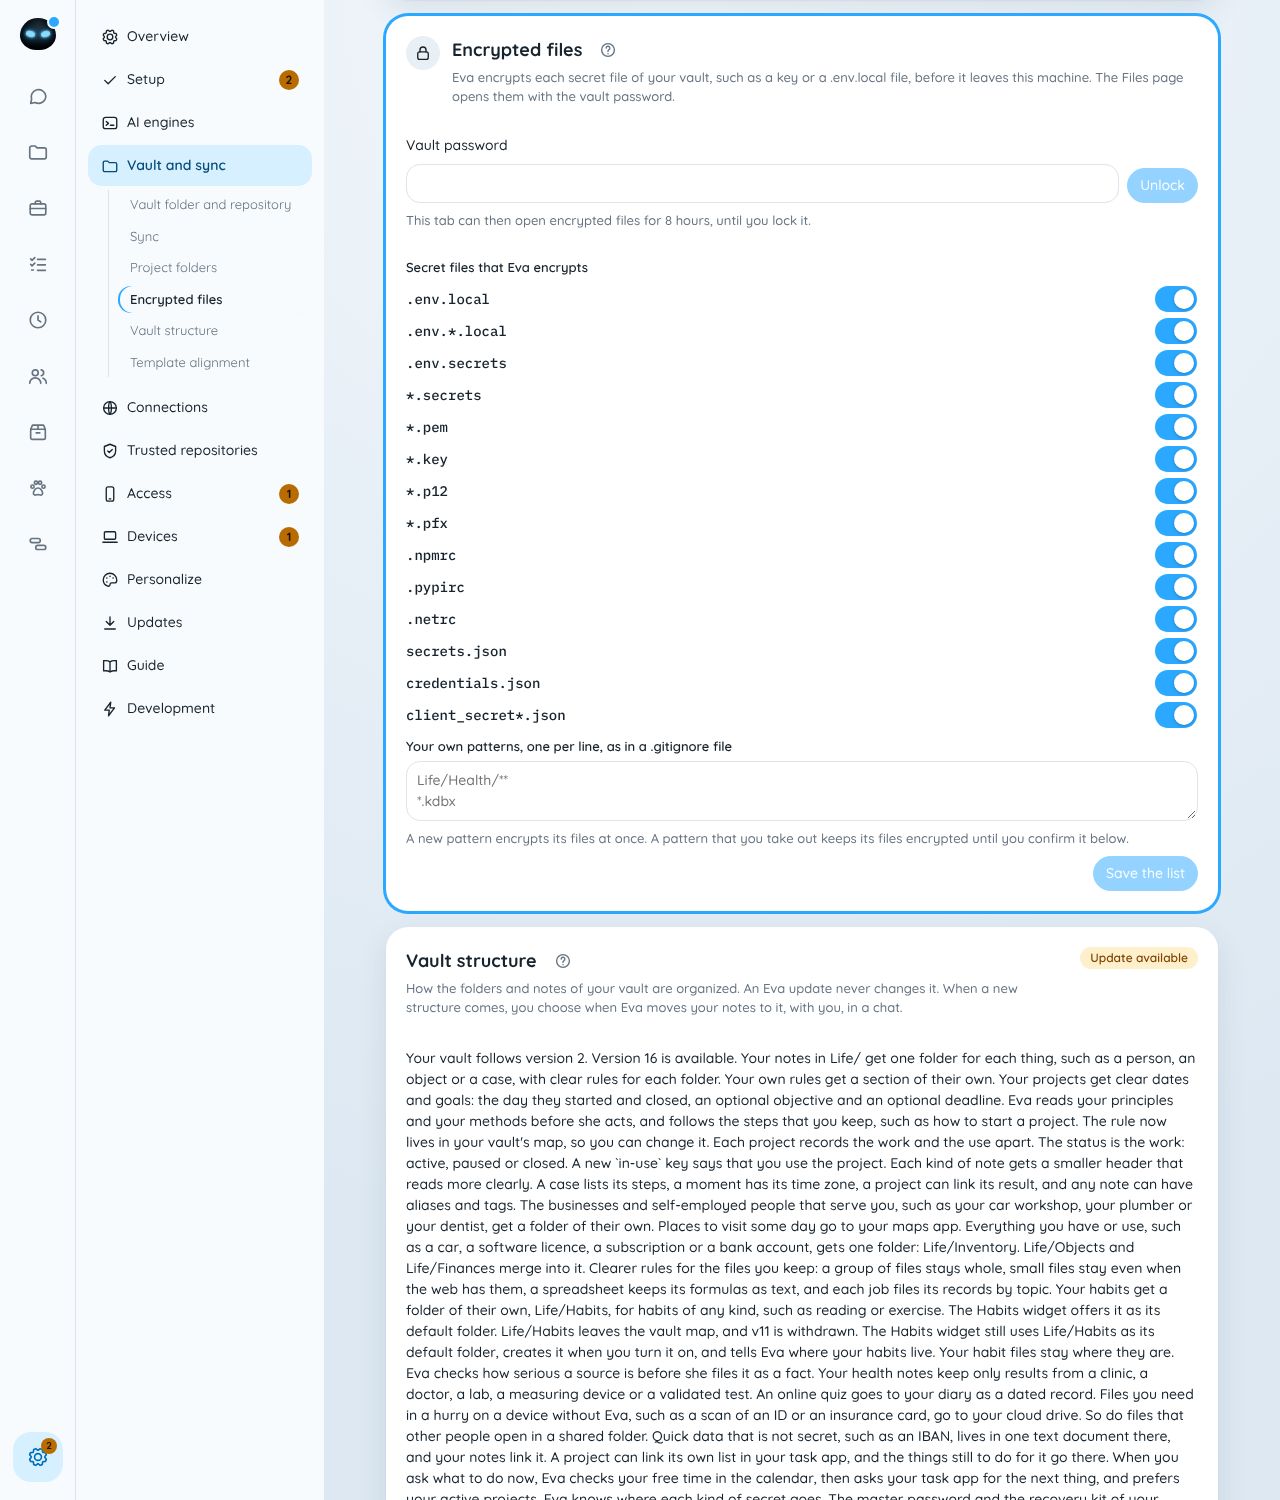 Overview
Setup
2
AI engines
Vault and sync
Vault folder and repository
Sync
Project folders
Encrypted files
Vault structure
Template alignment
Connections
Trusted repositories
Access
1
Devices
1
Personalize
Updates
Guide
Development
2
Encrypted files
Eva encrypts each secret file of your vault, such as a key or a .env.local file, before it leaves this machine. The Files page
opens them with the vault password.
Vault password
Unlock
This tab can then open encrypted files for 8 hours, until you lock it.
Secret files that Eva encrypts
.env.local
.env.*.local
.env.secrets
*.secrets
*.pem
*.key
*.p12
*.pfx
.npmrc
.pypirc
.netrc
secrets.json
credentials.json
client_secret*.json
Your own patterns, one per line, as in a .gitignore file
Life/Health/**
*.kdbx
A new pattern encrypts its files at once. A pattern that you take out keeps its files encrypted until you confirm it below.
Save the list
Vault structure
Update available
How the folders and notes of your vault are organized. An Eva update never changes it. When a new
structure comes, you choose when Eva moves your notes to it, with you, in a chat.
Your vault follows version 2. Version 16 is available. Your notes in Life/ get one folder for each thing, such as a person, an
object or a case, with clear rules for each folder. Your own rules get a section of their own. Your projects get clear dates
and goals: the day they started and closed, an optional objective and an optional deadline. Eva reads your principles
and your methods before she acts, and follows the steps that you keep, such as how to start a project. The rule now
lives in your vault's map, so you can change it. Each project records the work and the use apart. The status is the work:
active, paused or closed. A new `in-use` key says that you use the project. Each kind of note gets a smaller header that
reads more clearly. A case lists its steps, a moment has its time zone, a project can link its result, and any note can have
aliases and tags. The businesses and self-employed people that serve you, such as your car workshop, your plumber or
your dentist, get a folder of their own. Places to visit some day go to your maps app. Everything you have or use, such
as a car, a software licence, a subscription or a bank account, gets one folder: Life/Inventory. Life/Objects and
Life/Finances merge into it. Clearer rules for the files you keep: a group of files stays whole, small files stay even when
the web has them, a spreadsheet keeps its formulas as text, and each job files its records by topic. Your habits get a
folder of their own, Life/Habits, for habits of any kind, such as reading or exercise. The Habits widget offers it as its
default folder. Life/Habits leaves the vault map, and v11 is withdrawn. The Habits widget still uses Life/Habits as its
default folder, creates it when you turn it on, and tells Eva where your habits live. Your habit files stay where they are.
Eva checks how serious a source is before she files it as a fact. Your health notes keep only results from a clinic, a
doctor, a lab, a measuring device or a validated test. An online quiz goes to your diary as a dated record. Files you need
in a hurry on a device without Eva, such as a scan of an ID or an insurance card, go to your cloud drive. So do files that
other people open in a shared folder. Quick data that is not secret, such as an IBAN, lives in one text document there,
and your notes link it. A project can link its own list in your task app, and the things still to do for it go there. When you
ask what to do now, Eva checks your free time in the calendar, then asks your task app for the next thing, and prefers
your active projects. Eva knows where each kind of secret goes. The master password and the recovery kit of your